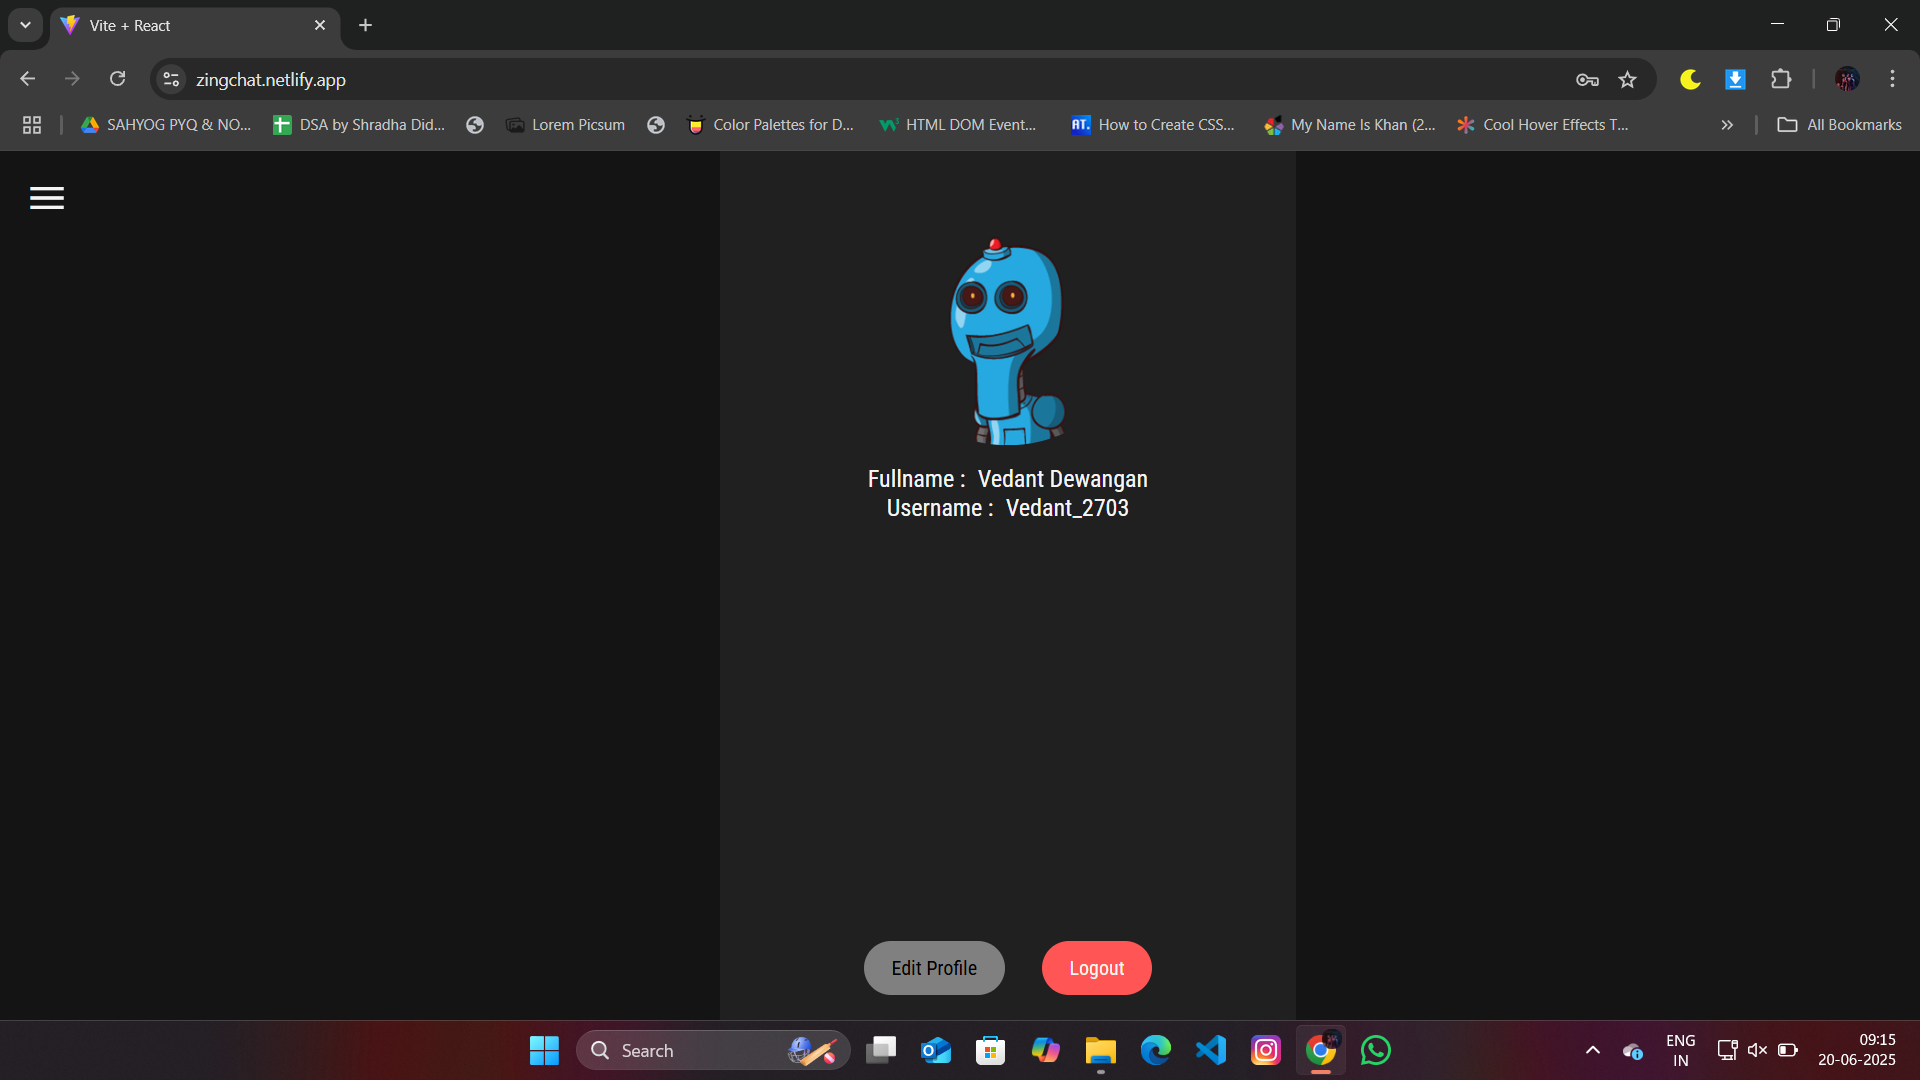 Vite + React
zingchat.netlify.app
SAHYOG PYQ & NO...
DSA by Shradha Did...
Lorem Picsum
Color Palettes for D...
HTML DOM Event...
AT.
How to Create CSS...
My Name Is Khan (2...
Cool Hover Effects T...
All Bookmarks
Fullname : Vedant Dewangan
Username : Vedant_2703
Edit Profile
Logout
Search
ENG
IN
09:15
20-06-2025